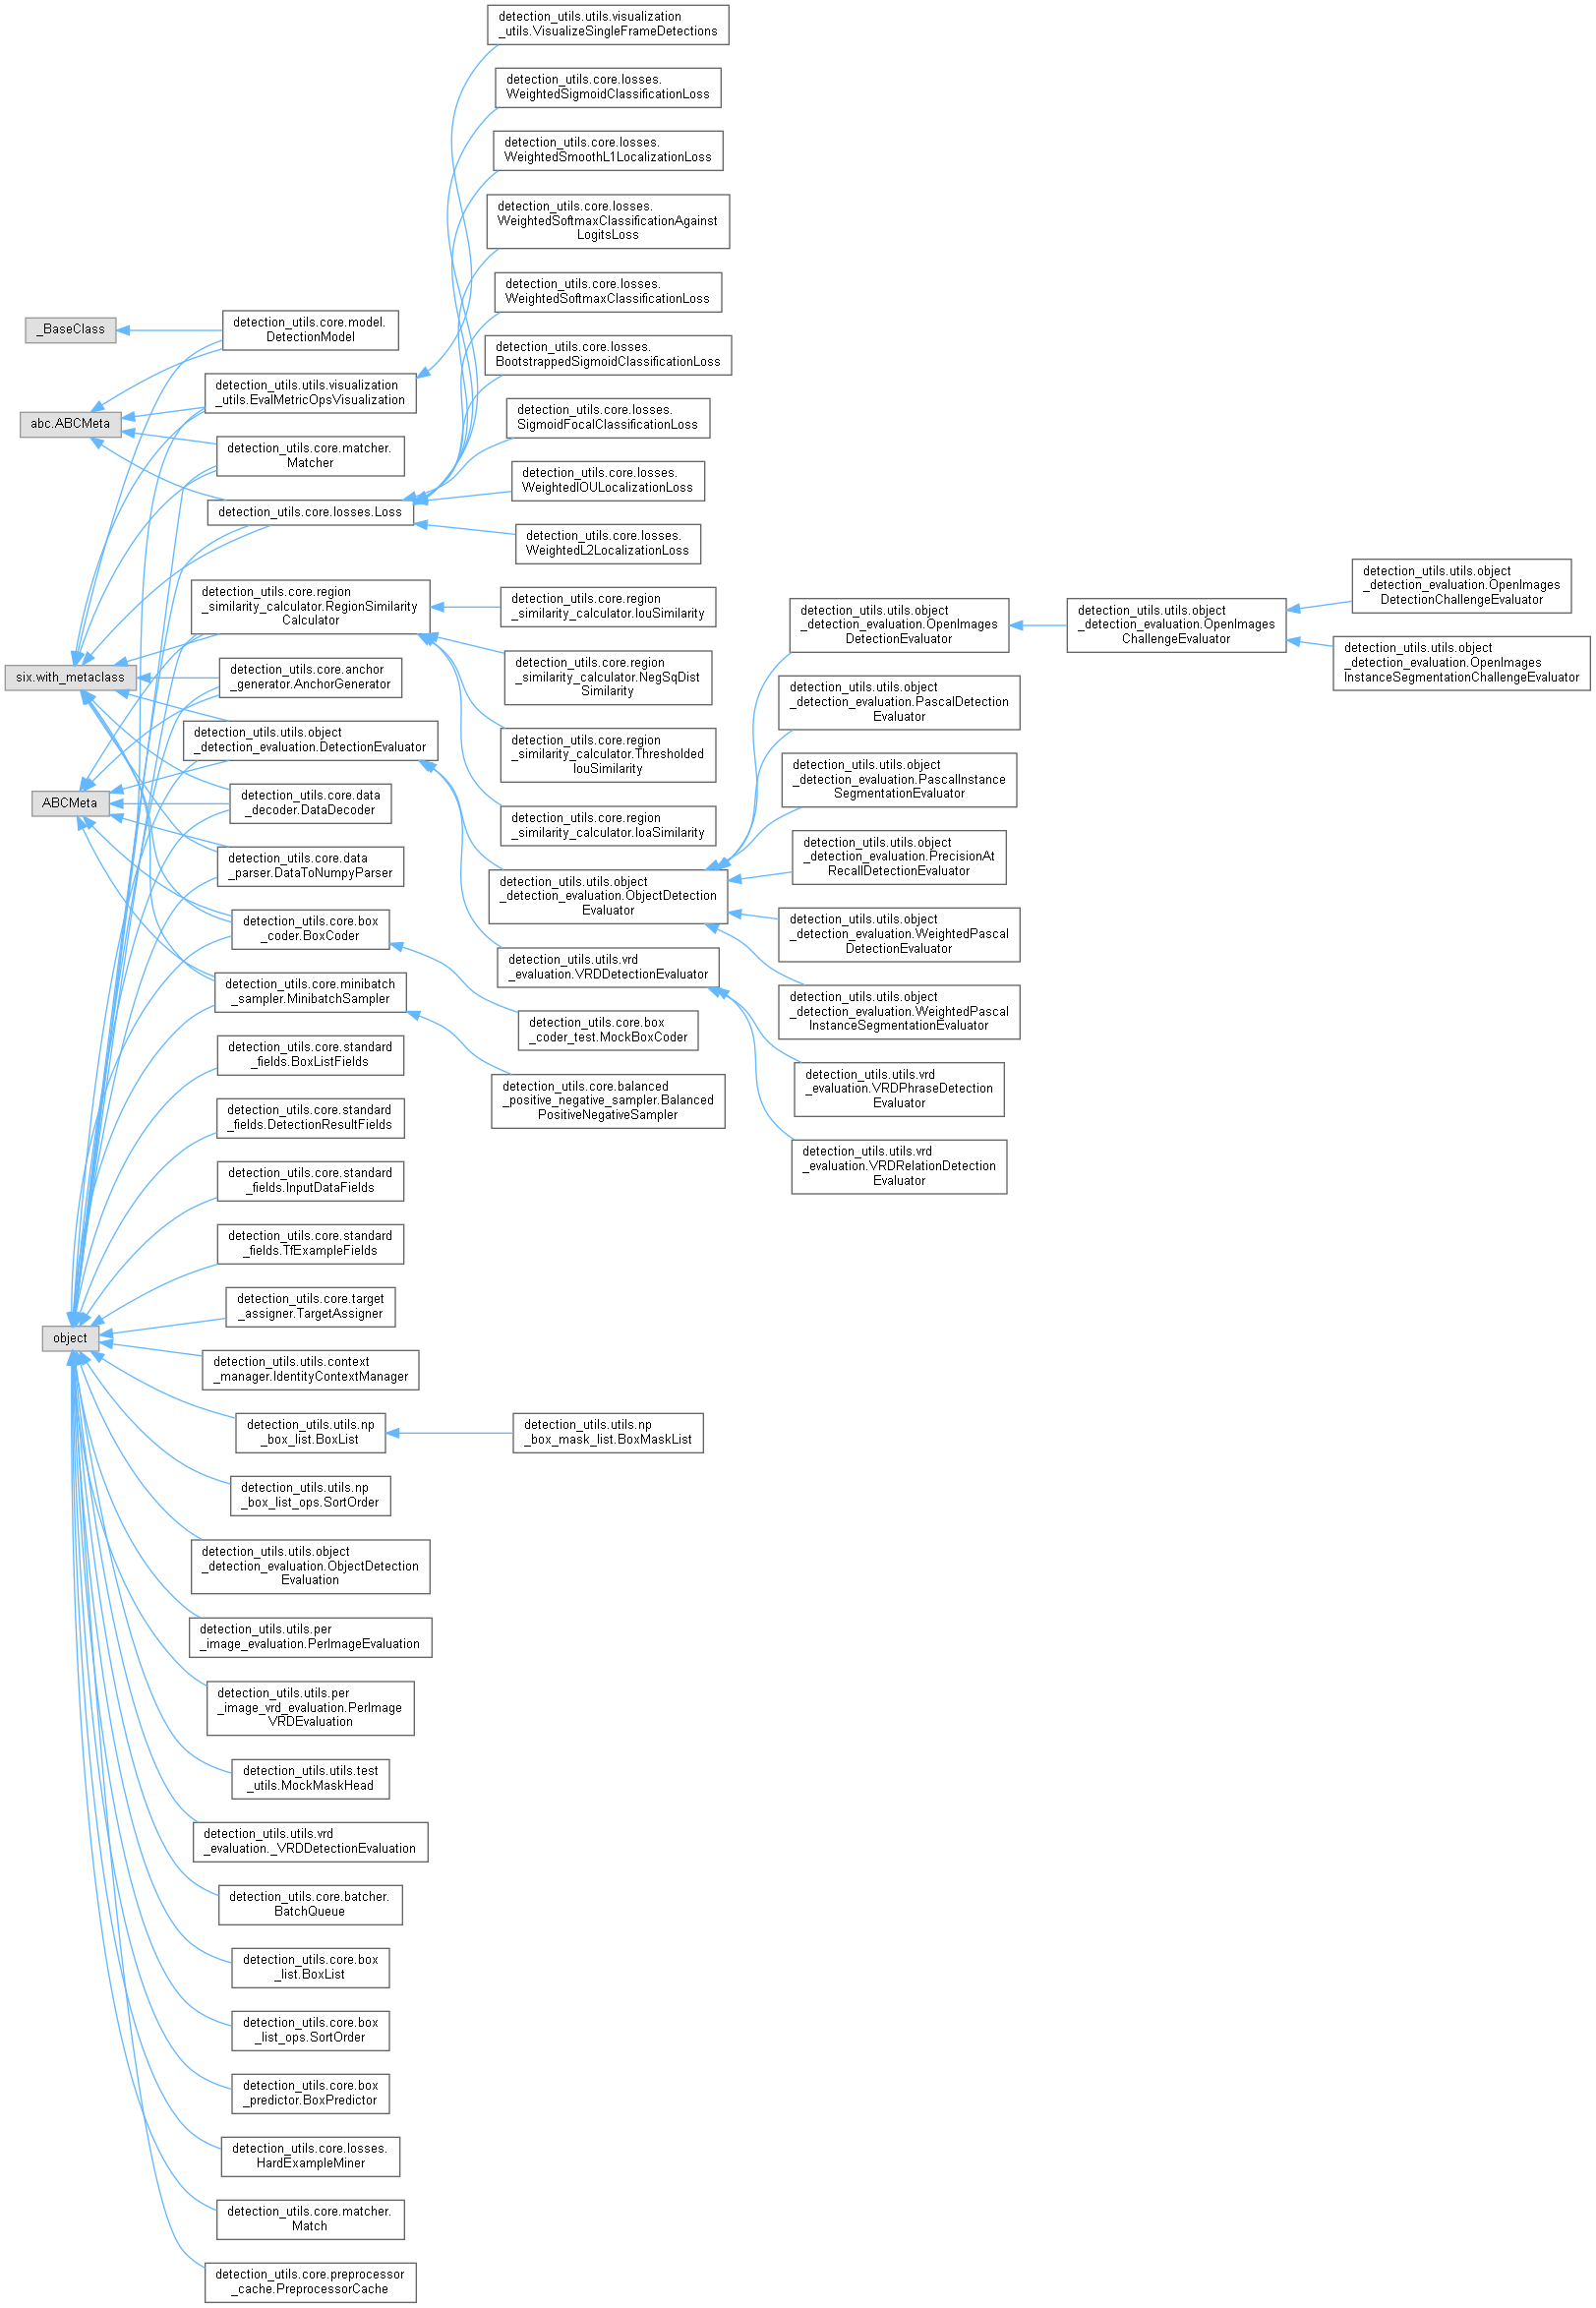 _BaseClass
abc.ABCMeta
six.with_metaclass
ABCMeta
object
detection_utils.core.model.
DetectionModel
detection_utils.utils.visualization
_utils.EvalMetricOpsVisualization
detection_utils.core.matcher.
Matcher
detection_utils.core.losses.Loss
detection_utils.core.region
_similarity_calculator.RegionSimilarity
Calculator
detection_utils.core.anchor
_generator.AnchorGenerator
detection_utils.utils.object
_detection_evaluation.DetectionEvaluator
detection_utils.core.data
_decoder.DataDecoder
detection_utils.core.data
_parser.DataToNumpyParser
detection_utils.core.box
_coder.BoxCoder
detection_utils.core.minibatch
_sampler.MinibatchSampler
detection_utils.core.standard
_fields.BoxListFields
detection_utils.core.standard
_fields.DetectionResultFields
detection_utils.core.standard
_fields.InputDataFields
detection_utils.core.standard
_fields.TfExampleFields
detection_utils.core.target
_assigner.TargetAssigner
detection_utils.utils.context
_manager.IdentityContextManager
detection_utils.utils.np
_box_list.BoxList
detection_utils.utils.np
_box_list_ops.SortOrder
detection_utils.utils.object
_detection_evaluation.ObjectDetection
Evaluation
detection_utils.utils.per
_image_evaluation.PerImageEvaluation
detection_utils.utils.per
_image_vrd_evaluation.PerImage
VRDEvaluation
detection_utils.utils.test
_utils.MockMaskHead
detection_utils.utils.vrd
_evaluation._VRDDetectionEvaluation
detection_utils.core.batcher.
BatchQueue
detection_utils.core.box
_list.BoxList
detection_utils.core.box
_list_ops.SortOrder
detection_utils.core.box
_predictor.BoxPredictor
detection_utils.core.losses.
HardExampleMiner
detection_utils.core.matcher.
Match
detection_utils.core.preprocessor
_cache.PreprocessorCache
detection_utils.utils.visualization
_utils.VisualizeSingleFrameDetections
detection_utils.core.losses.
WeightedSigmoidClassificationLoss
detection_utils.core.losses.
WeightedSmoothL1LocalizationLoss
detection_utils.core.losses.
WeightedSoftmaxClassificationAgainst
LogitsLoss
detection_utils.core.losses.
WeightedSoftmaxClassificationLoss
detection_utils.core.losses.
BootstrappedSigmoidClassificationLoss
detection_utils.core.losses.
SigmoidFocalClassificationLoss
detection_utils.core.losses.
WeightedIOULocalizationLoss
detection_utils.core.losses.
WeightedL2LocalizationLoss
detection_utils.core.region
_similarity_calculator.IouSimilarity
detection_utils.core.region
_similarity_calculator.NegSqDist
Similarity
detection_utils.core.region
_similarity_calculator.Thresholded
IouSimilarity
detection_utils.core.region
_similarity_calculator.IoaSimilarity
detection_utils.utils.object
_detection_evaluation.ObjectDetection
Evaluator
detection_utils.utils.vrd
_evaluation.VRDDetectionEvaluator
detection_utils.core.box
_coder_test.MockBoxCoder
detection_utils.core.balanced
_positive_negative_sampler.Balanced
PositiveNegativeSampler
detection_utils.utils.np
_box_mask_list.BoxMaskList
detection_utils.utils.object
_detection_evaluation.OpenImages
DetectionEvaluator
detection_utils.utils.object
_detection_evaluation.PascalDetection
Evaluator
detection_utils.utils.object
_detection_evaluation.PascalInstance
SegmentationEvaluator
detection_utils.utils.object
_detection_evaluation.PrecisionAt
RecallDetectionEvaluator
detection_utils.utils.object
_detection_evaluation.WeightedPascal
DetectionEvaluator
detection_utils.utils.object
_detection_evaluation.WeightedPascal
InstanceSegmentationEvaluator
detection_utils.utils.vrd
_evaluation.VRDPhraseDetection
Evaluator
detection_utils.utils.vrd
_evaluation.VRDRelationDetection
Evaluator
detection_utils.utils.object
_detection_evaluation.OpenImages
ChallengeEvaluator
detection_utils.utils.object
_detection_evaluation.OpenImages
DetectionChallengeEvaluator
detection_utils.utils.object
_detection_evaluation.OpenImages
InstanceSegmentationChallengeEvaluator